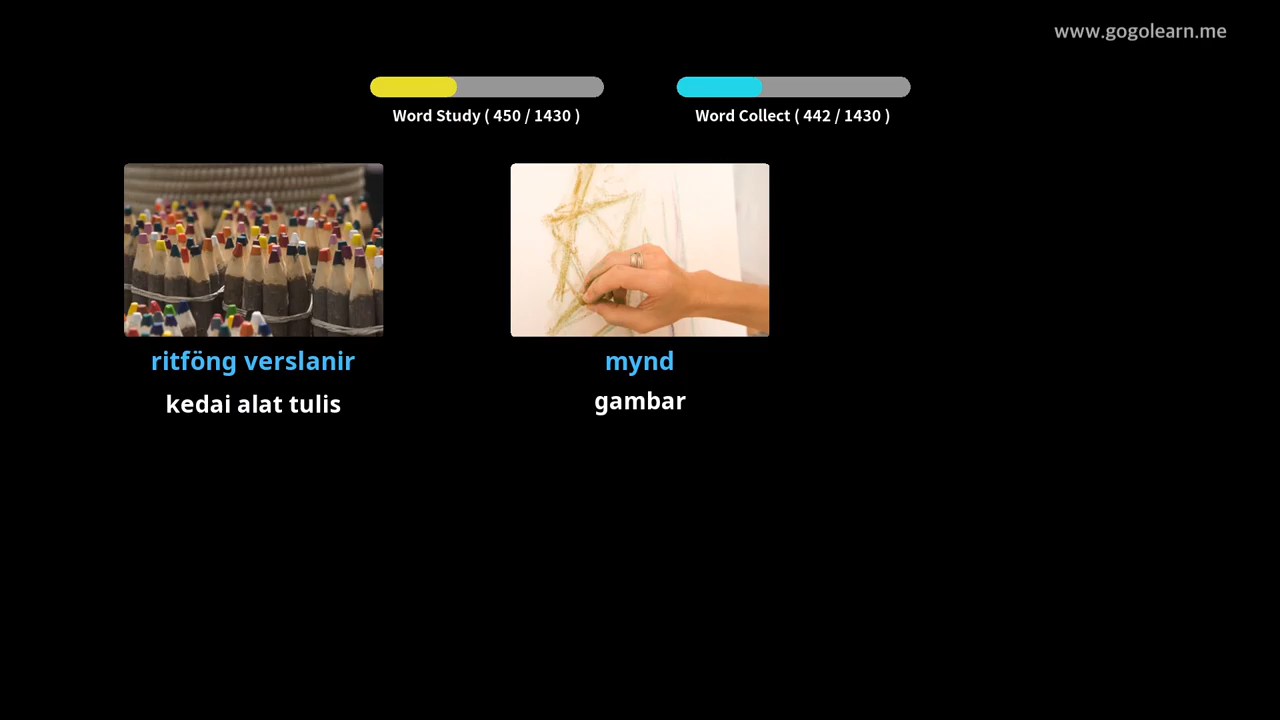 www.gogolearn.me
Word Study ( 450 / 1430 )
Word Collect ( 442 / 1430 )
ritföng verslanir
kedai alat tulis
mynd
gambar